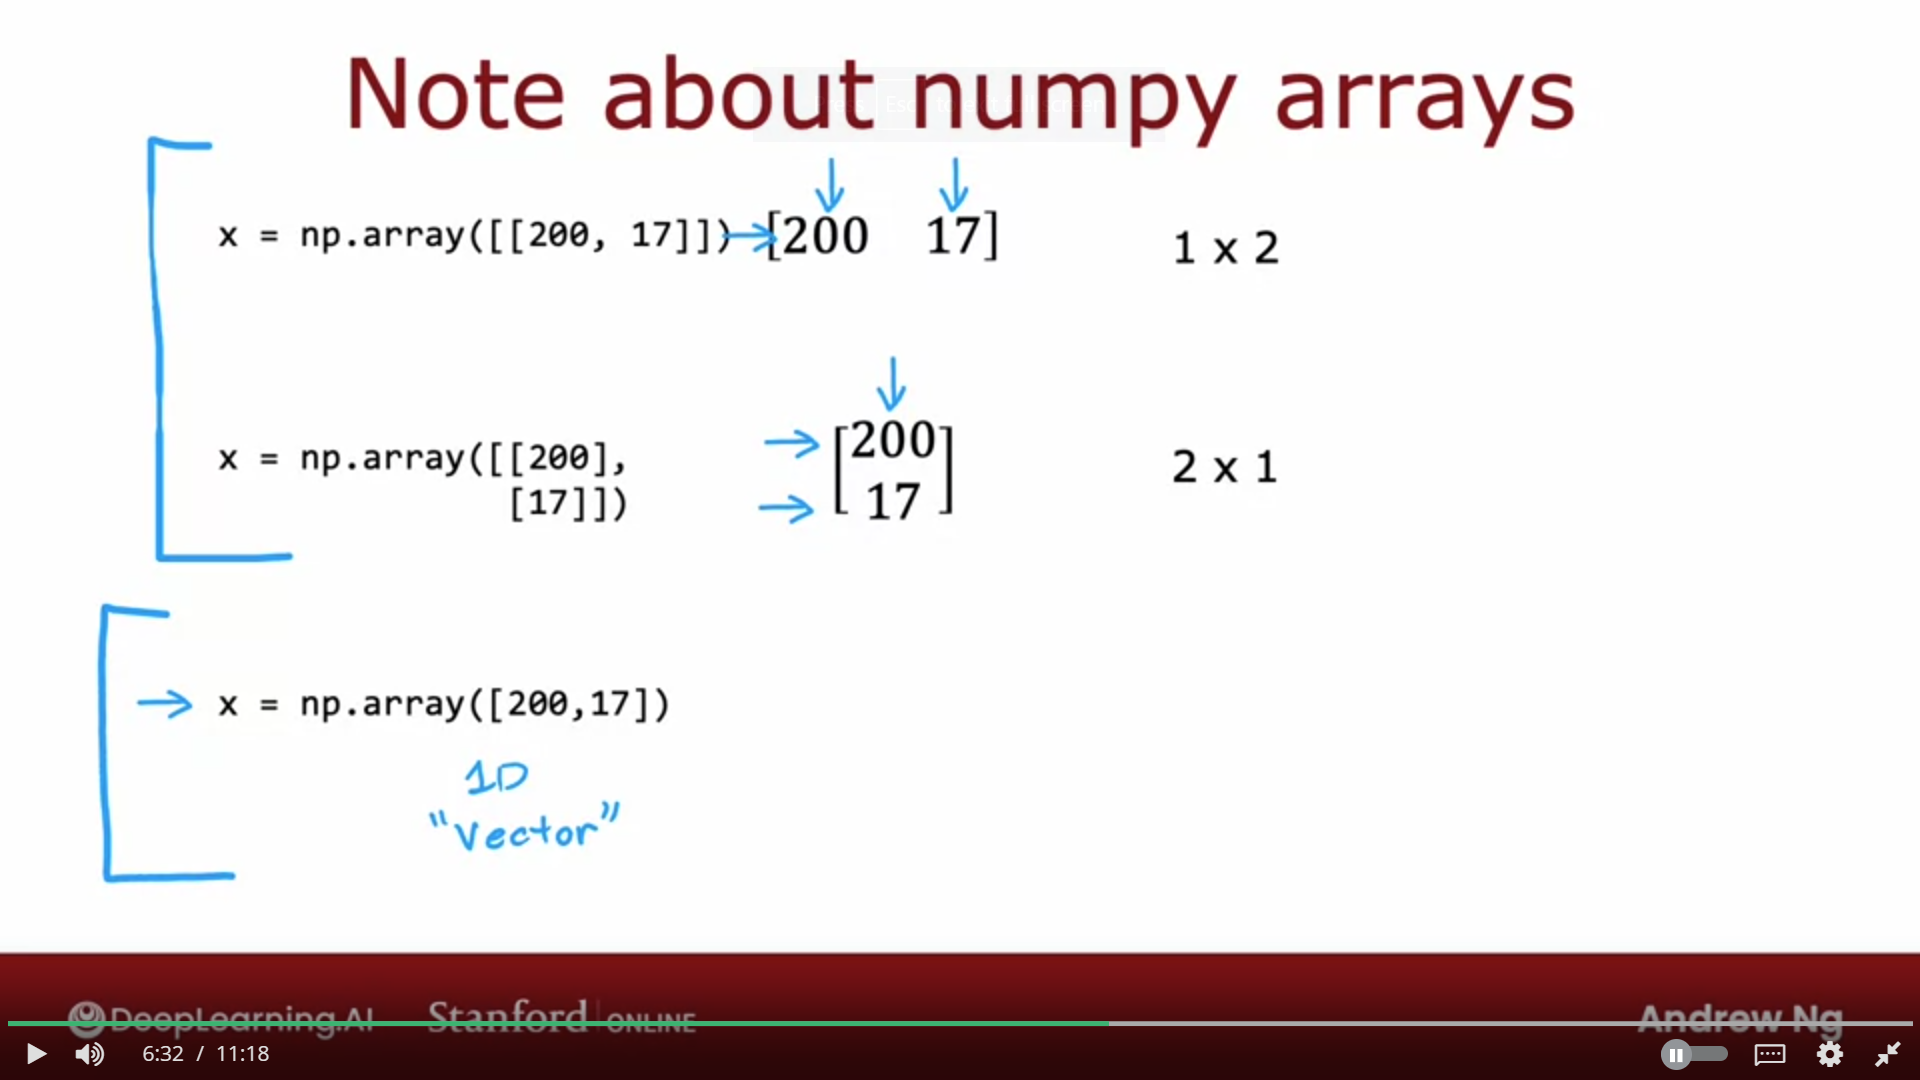 Note about numpy arrays
x = np.array([[200, 17]]) → [200 17] 1 x 2
x = np.array([[200], [200 2 x 1
[17]]) 17]
x = np.array([200,17])
1D
"Vector"
DeepLearning.AI Stanford ONLINE Andrew Ng
6:32 / 11:18